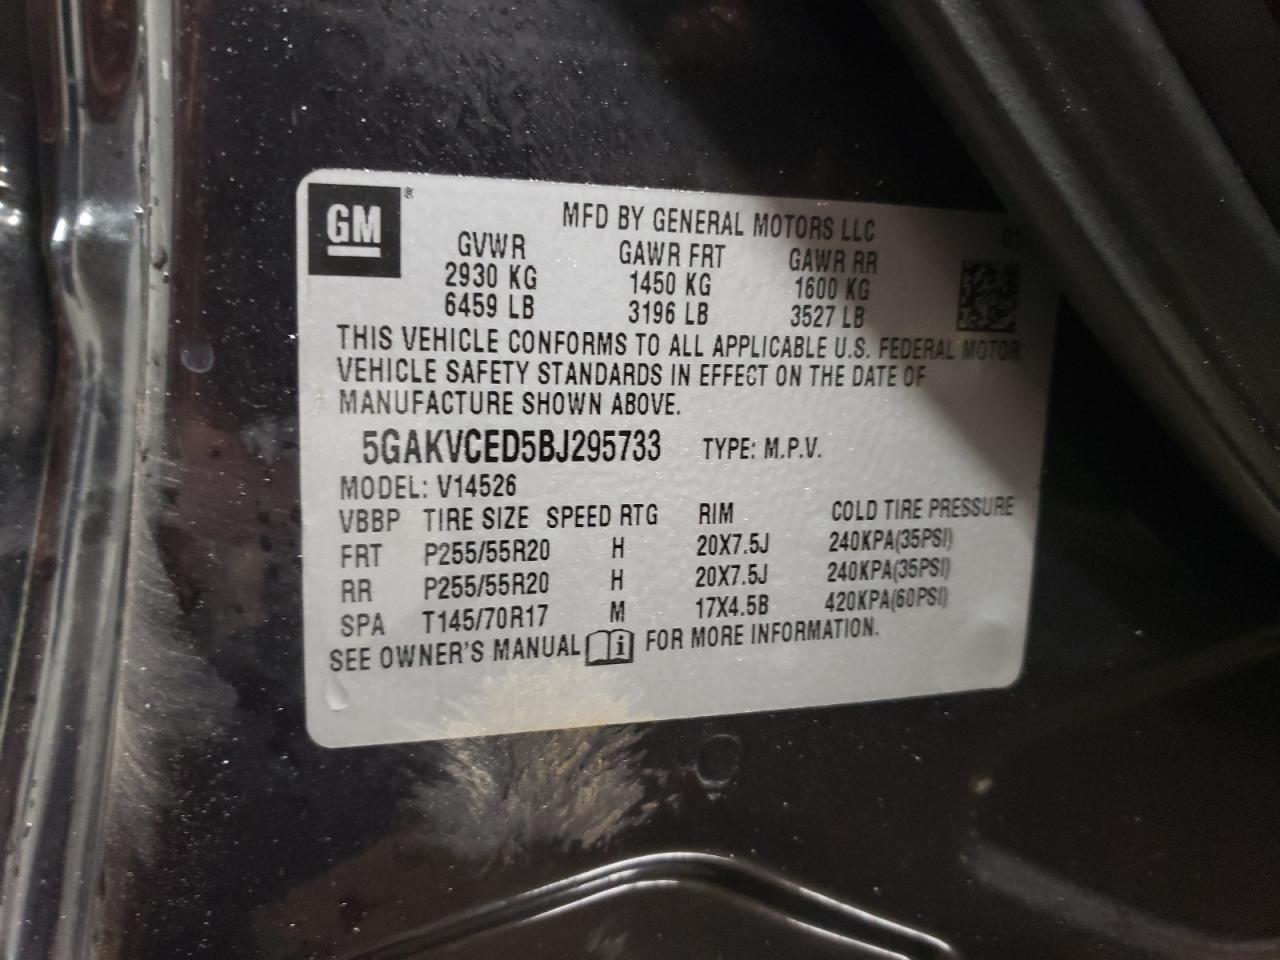 GM
MFD BY GENERAL MOTORS LLC
GVWR GAWR FRT GAWR RR
2930 KG 1450 KG 1600 KG
6459 LB 3196 LB 3527 LB
THIS VEHICLE CONFORMS TO ALL APPLICABLE U.S. FEDERAL MOTOR
VEHICLE SAFETY STANDARDS IN EFFECT ON THE DATE OF
MANUFACTURE SHOWN ABOVE.
5GAKVCED5BJ295733 TYPE: M.P.V.
MODEL: V14526
VBBP TIRE SIZE SPEED RTG RIM COLD TIRE PRESSURE
FRT P255/55R20 H 20X7.5J 240KPA(35PSI)
RR P255/55R20 H 20X7.5J 240KPA(35PSI)
SPA T145/70R17 M 17X4.5B 420KPA(60PSI)
SEE OWNER'S MANUAL FOR MORE INFORMATION.